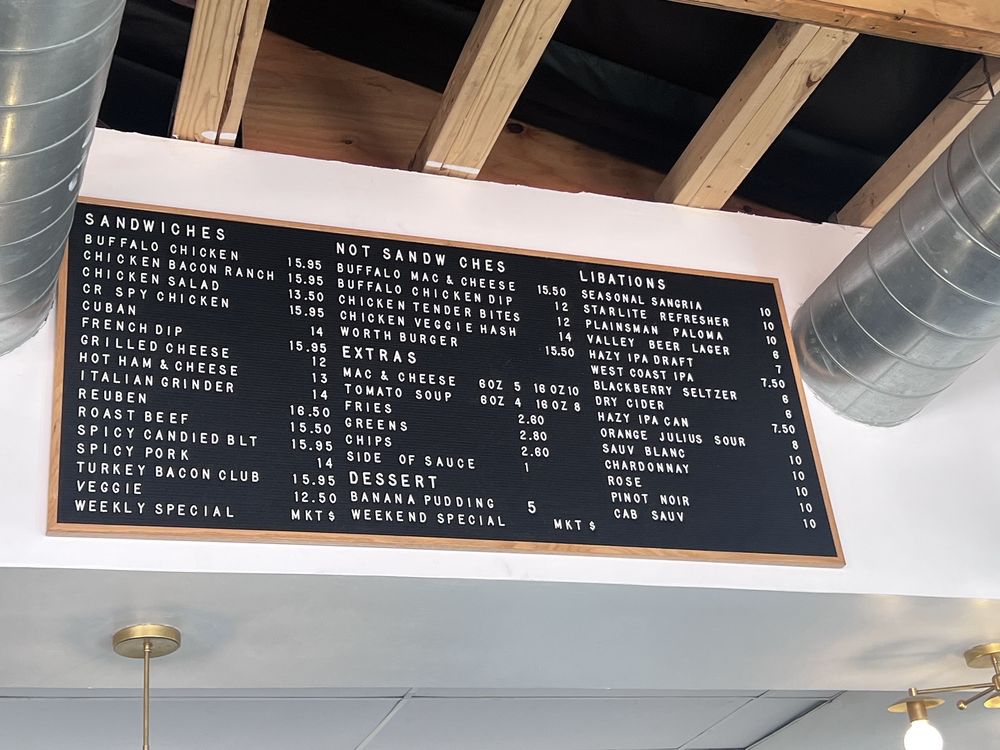 SANDWICHES
BUFFALO CHICKEN 15.95
CHICKEN BACON RANCH 15.95
CHICKEN SALAD 13.50
CR SPY CHICKEN 15.95
CUBAN 14
FRENCH DIP 15.95
GRILLED CHEESE 12
HOT HAM & CHEESE 13
ITALIAN GRINDER 14
REUBEN 16.50
ROAST BEEF 15.50
SPICY CANDIED BLT 15.95
SPICY PORK 14
TURKEY BACON CLUB 15.95
VEGGIE 12.50
WEEKLY SPECIAL MKT$
NOT SANDW CHES
BUFFALO MAC & CHEESE 15.50
BUFFALO CHICKEN DIP 12
CHICKEN TENDER BITES 12
CHICKEN VEGGIE HASH 14
WORTH BURGER 15.50
EXTRAS
MAC & CHEESE 6OZ 5 16OZ10
TOMATO SOUP 6OZ 4 16OZ 8
FRIES 2.60
GREENS 2.80
CHIPS 2.60
SIDE OF SAUCE 1
DESSERT
BANANA PUDDING 5
WEEKEND SPECIAL MKT $
LIBATIONS
SEASONAL SANGRIA 10
STARLITE REFRESHER 10
PLAINSMAN PALOMA 10
VALLEY BEER LAGER 6
HAZY IPA DRAFT 7
WEST COAST IPA 7.50
BLACKBERRY SELTZER 6
DRY CIDER 6
HAZY IPA CAN 7.50
ORANGE JULIUS SOUR 8
SAUV BLANC 10
CHARDONNAY 10
ROSE 10
PINOT NOIR 10
CAB SAUV 10